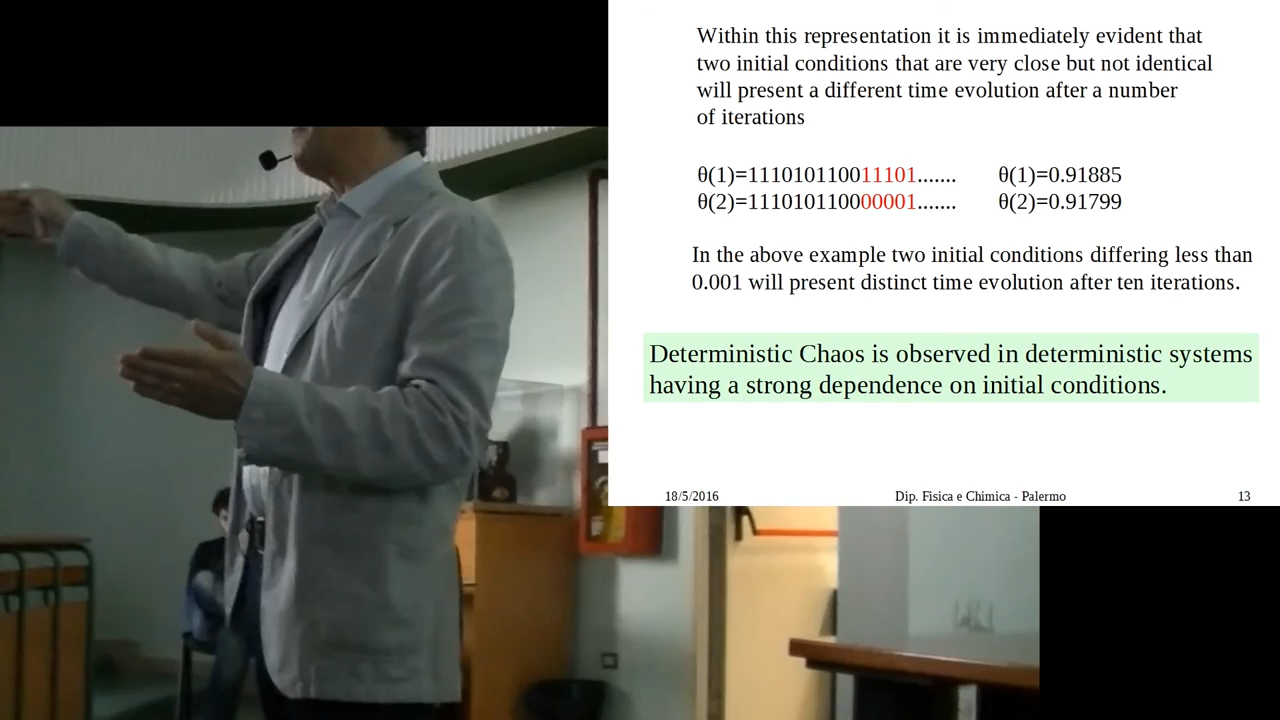 Within this representation it is immediately evident that
two initial conditions that are very close but not identical
will present a different time evolution after a number
of iterations
θ(1)=111010110011101....... θ(1)=0.91885
θ(2)=111010110000001....... θ(2)=0.91799
In the above example two initial conditions differing less than
0.001 will present distinct time evolution after ten iterations.
Deterministic Chaos is observed in deterministic systems
having a strong dependence on initial conditions.
18/5/2016 Dip. Fisica e Chimica - Palermo 13